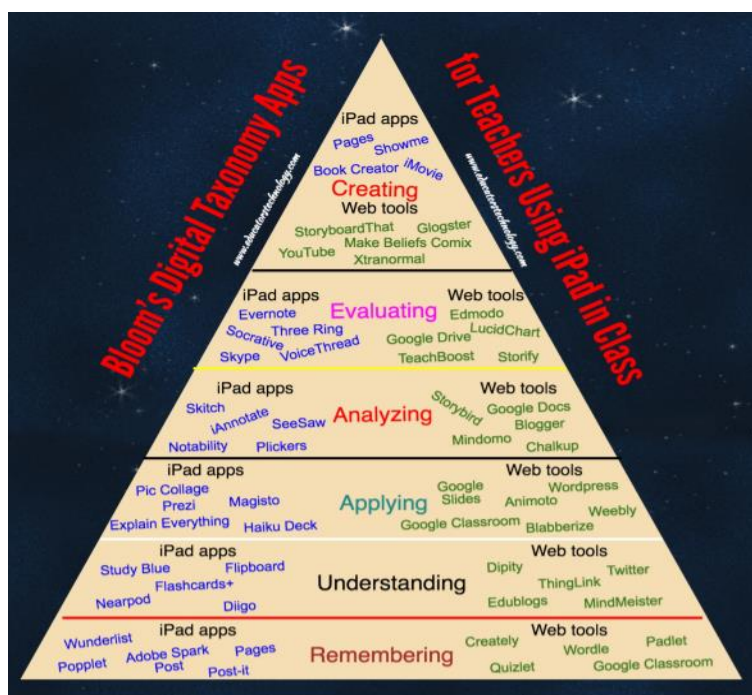 Bloom's Digital Taxonomy Apps
for Teachers Using iPad in Class
www.educatorstechnology.com
www.educatorstechnology.com
iPad apps
Pages
Showme
Book Creator
iMovie
Creating
Web tools
StoryboardThat
Glogster
Make Beliefs Comix
YouTube
Xtranormal
iPad apps
Evernote
Three Ring
Socrative
VoiceThread
Skype
Evaluating
Web tools
Edmodo
LucidChart
Google Drive
TeachBoost
Storify
iPad apps
Skitch
iAnnotate
SeeSaw
Notability
Plickers
Analyzing
Web tools
Storybird
Google Docs
Blogger
Mindomo
Chalkup
iPad apps
Pic Collage
Prezi
Magisto
Explain Everything
Haiku Deck
Applying
Web tools
Google
Slides
Wordpress
Animoto
Weebly
Google Classroom
Blabberize
iPad apps
Study Blue
Flipboard
Flashcards+
Nearpod
Diigo
Understanding
Web tools
Dipity
Twitter
ThingLink
Edublogs
MindMeister
iPad apps
Wunderlist
Adobe Spark
Post
Pages
Popplet
Post-it
Remembering
Web tools
Creately
Wordle
Padlet
Quizlet
Google Classroom